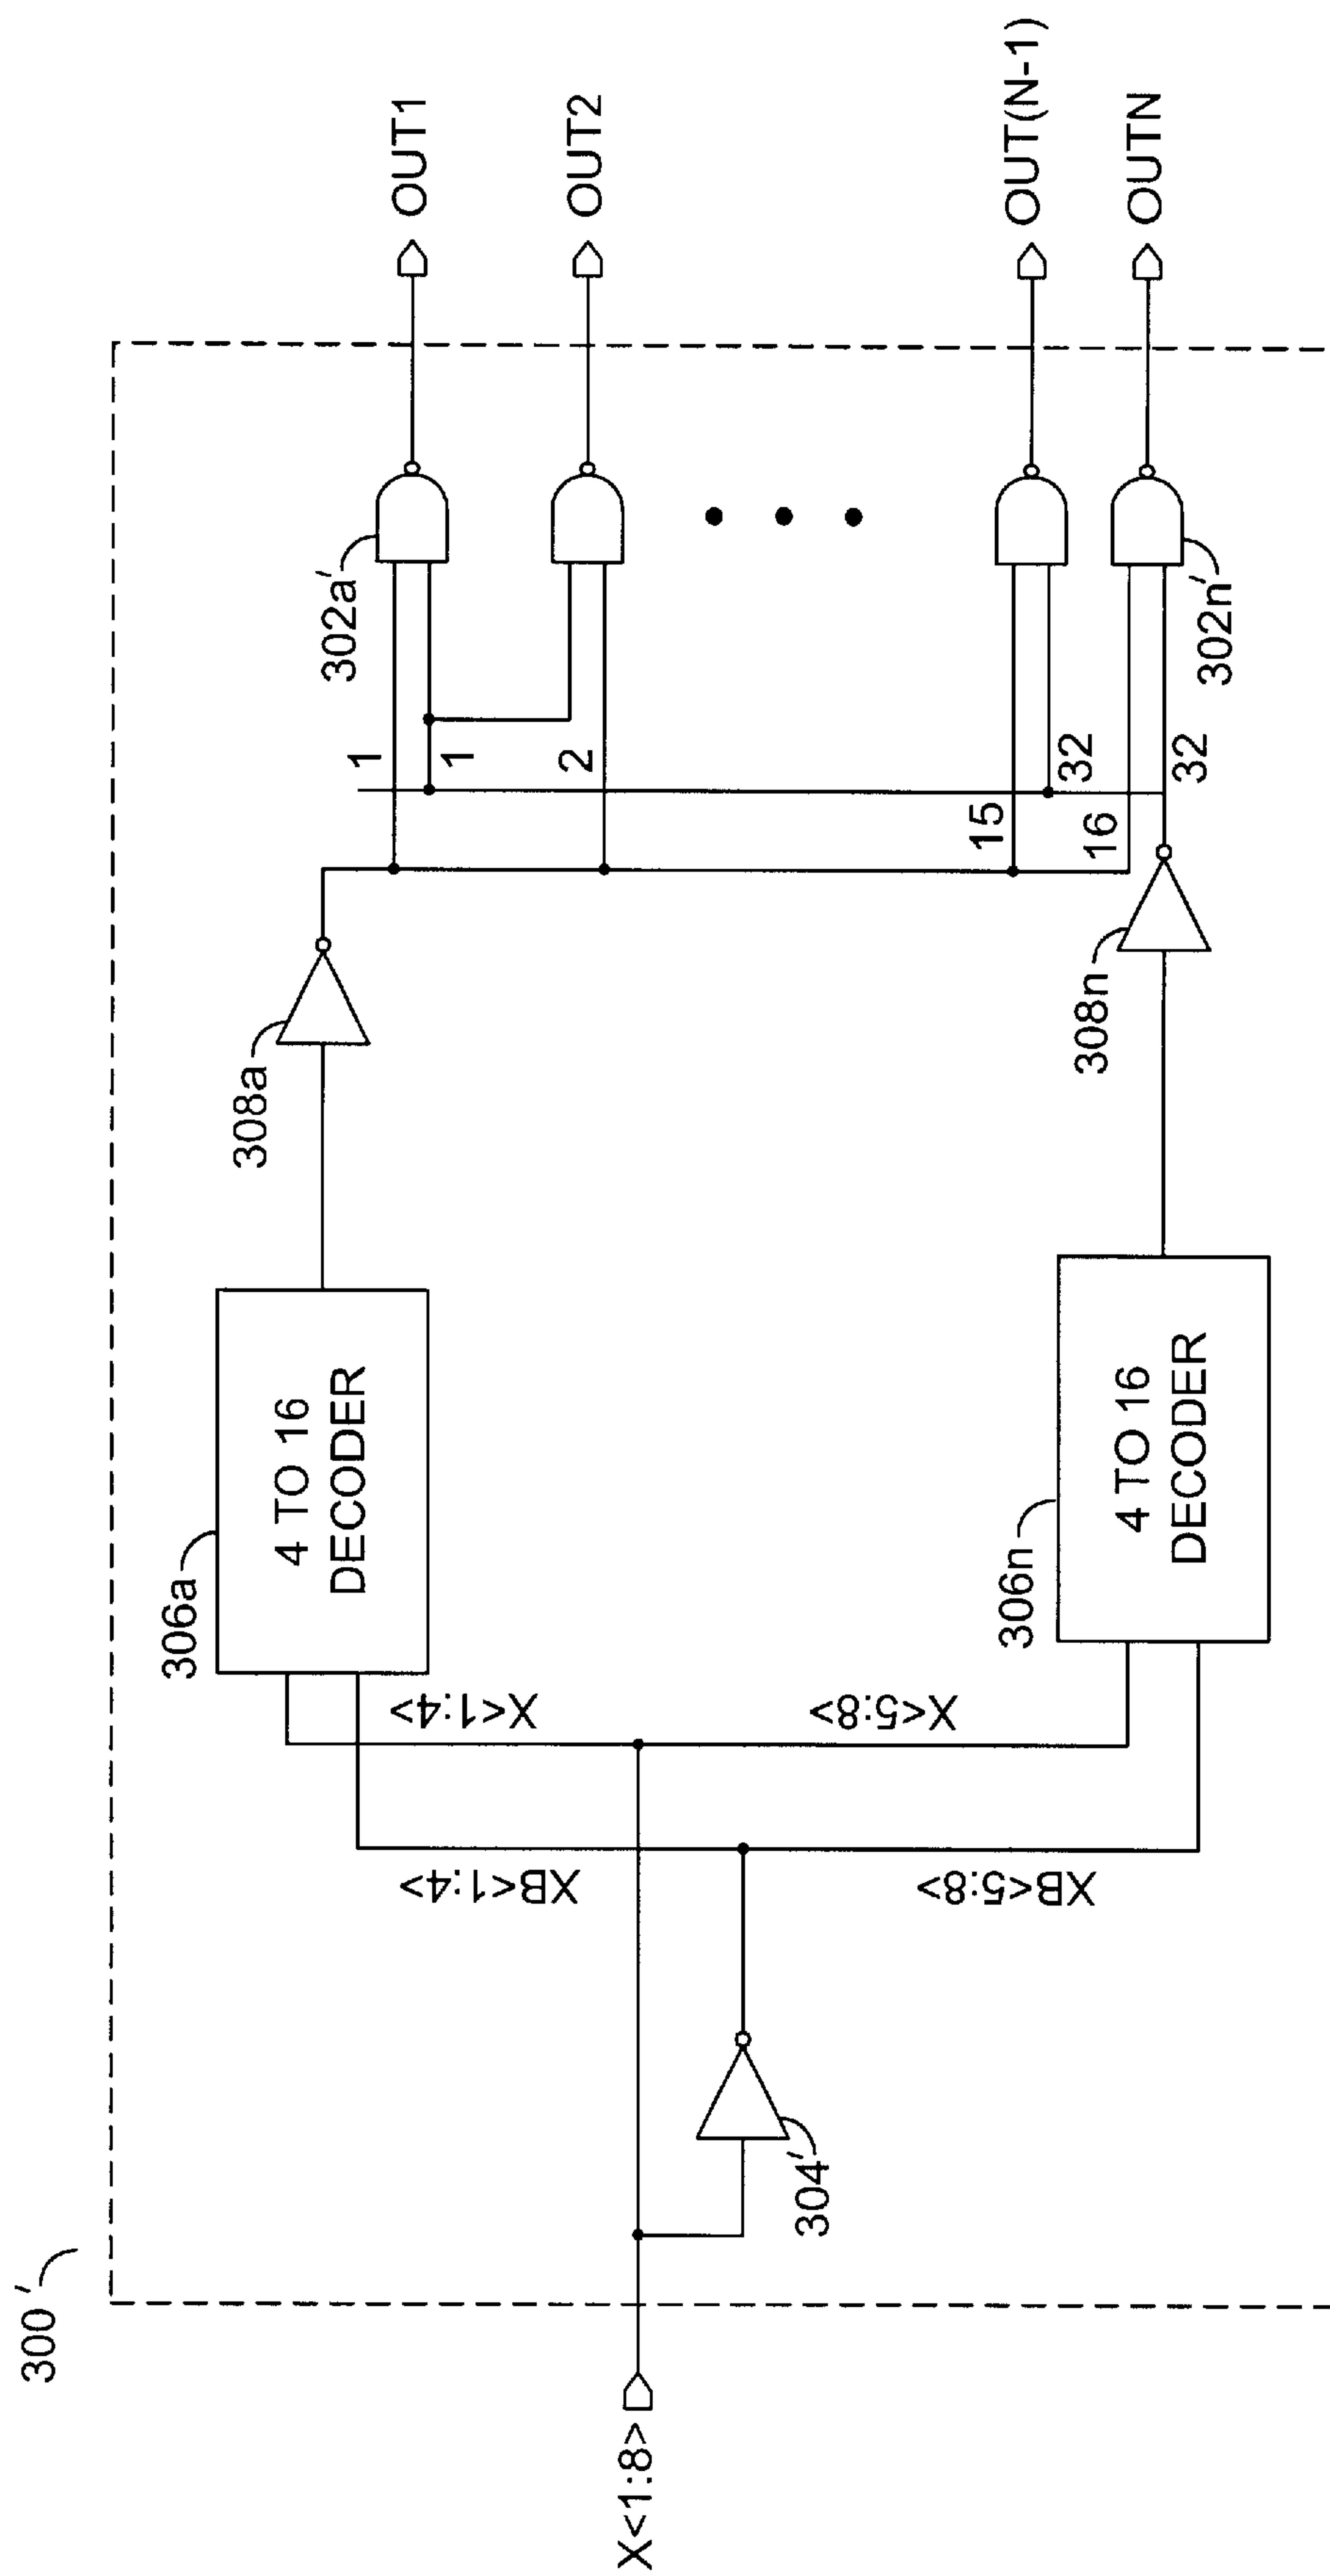 300'
X<1:8>
304'
XB<1:4>
XB<5:8>
X<1:4>
X<5:8>
306a
4 TO 16
DECODER
306n
4 TO 16
DECODER
308a
308n
1
1
2
15
32
16
32
302a'
302n'
OUT1
OUT2
OUT(N-1)
OUTN